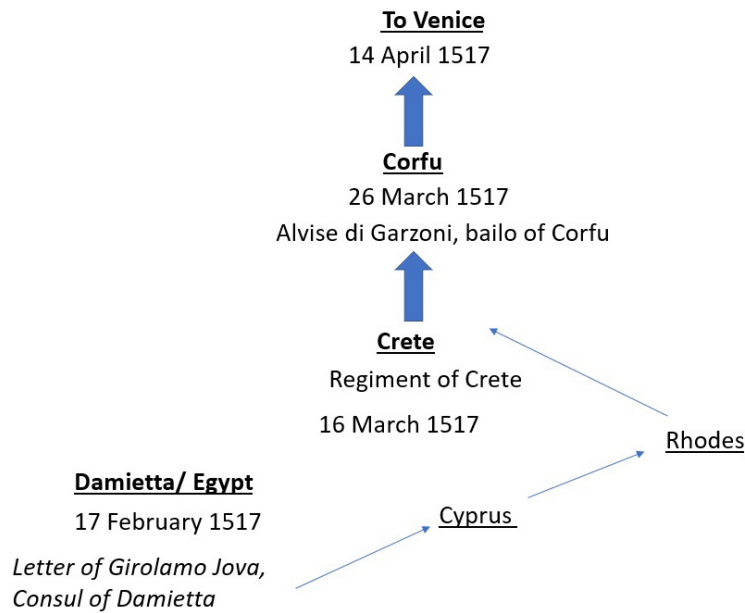 To Venice
14 April 1517
Corfu
26 March 1517
Alvise di Garzoni, bailo of Corfu
Crete
Regiment of Crete
16 March 1517
Rhodes
Damietta/ Egypt
17 February 1517
Cyprus
Letter of Girolamo Jova,
Consul of Damietta